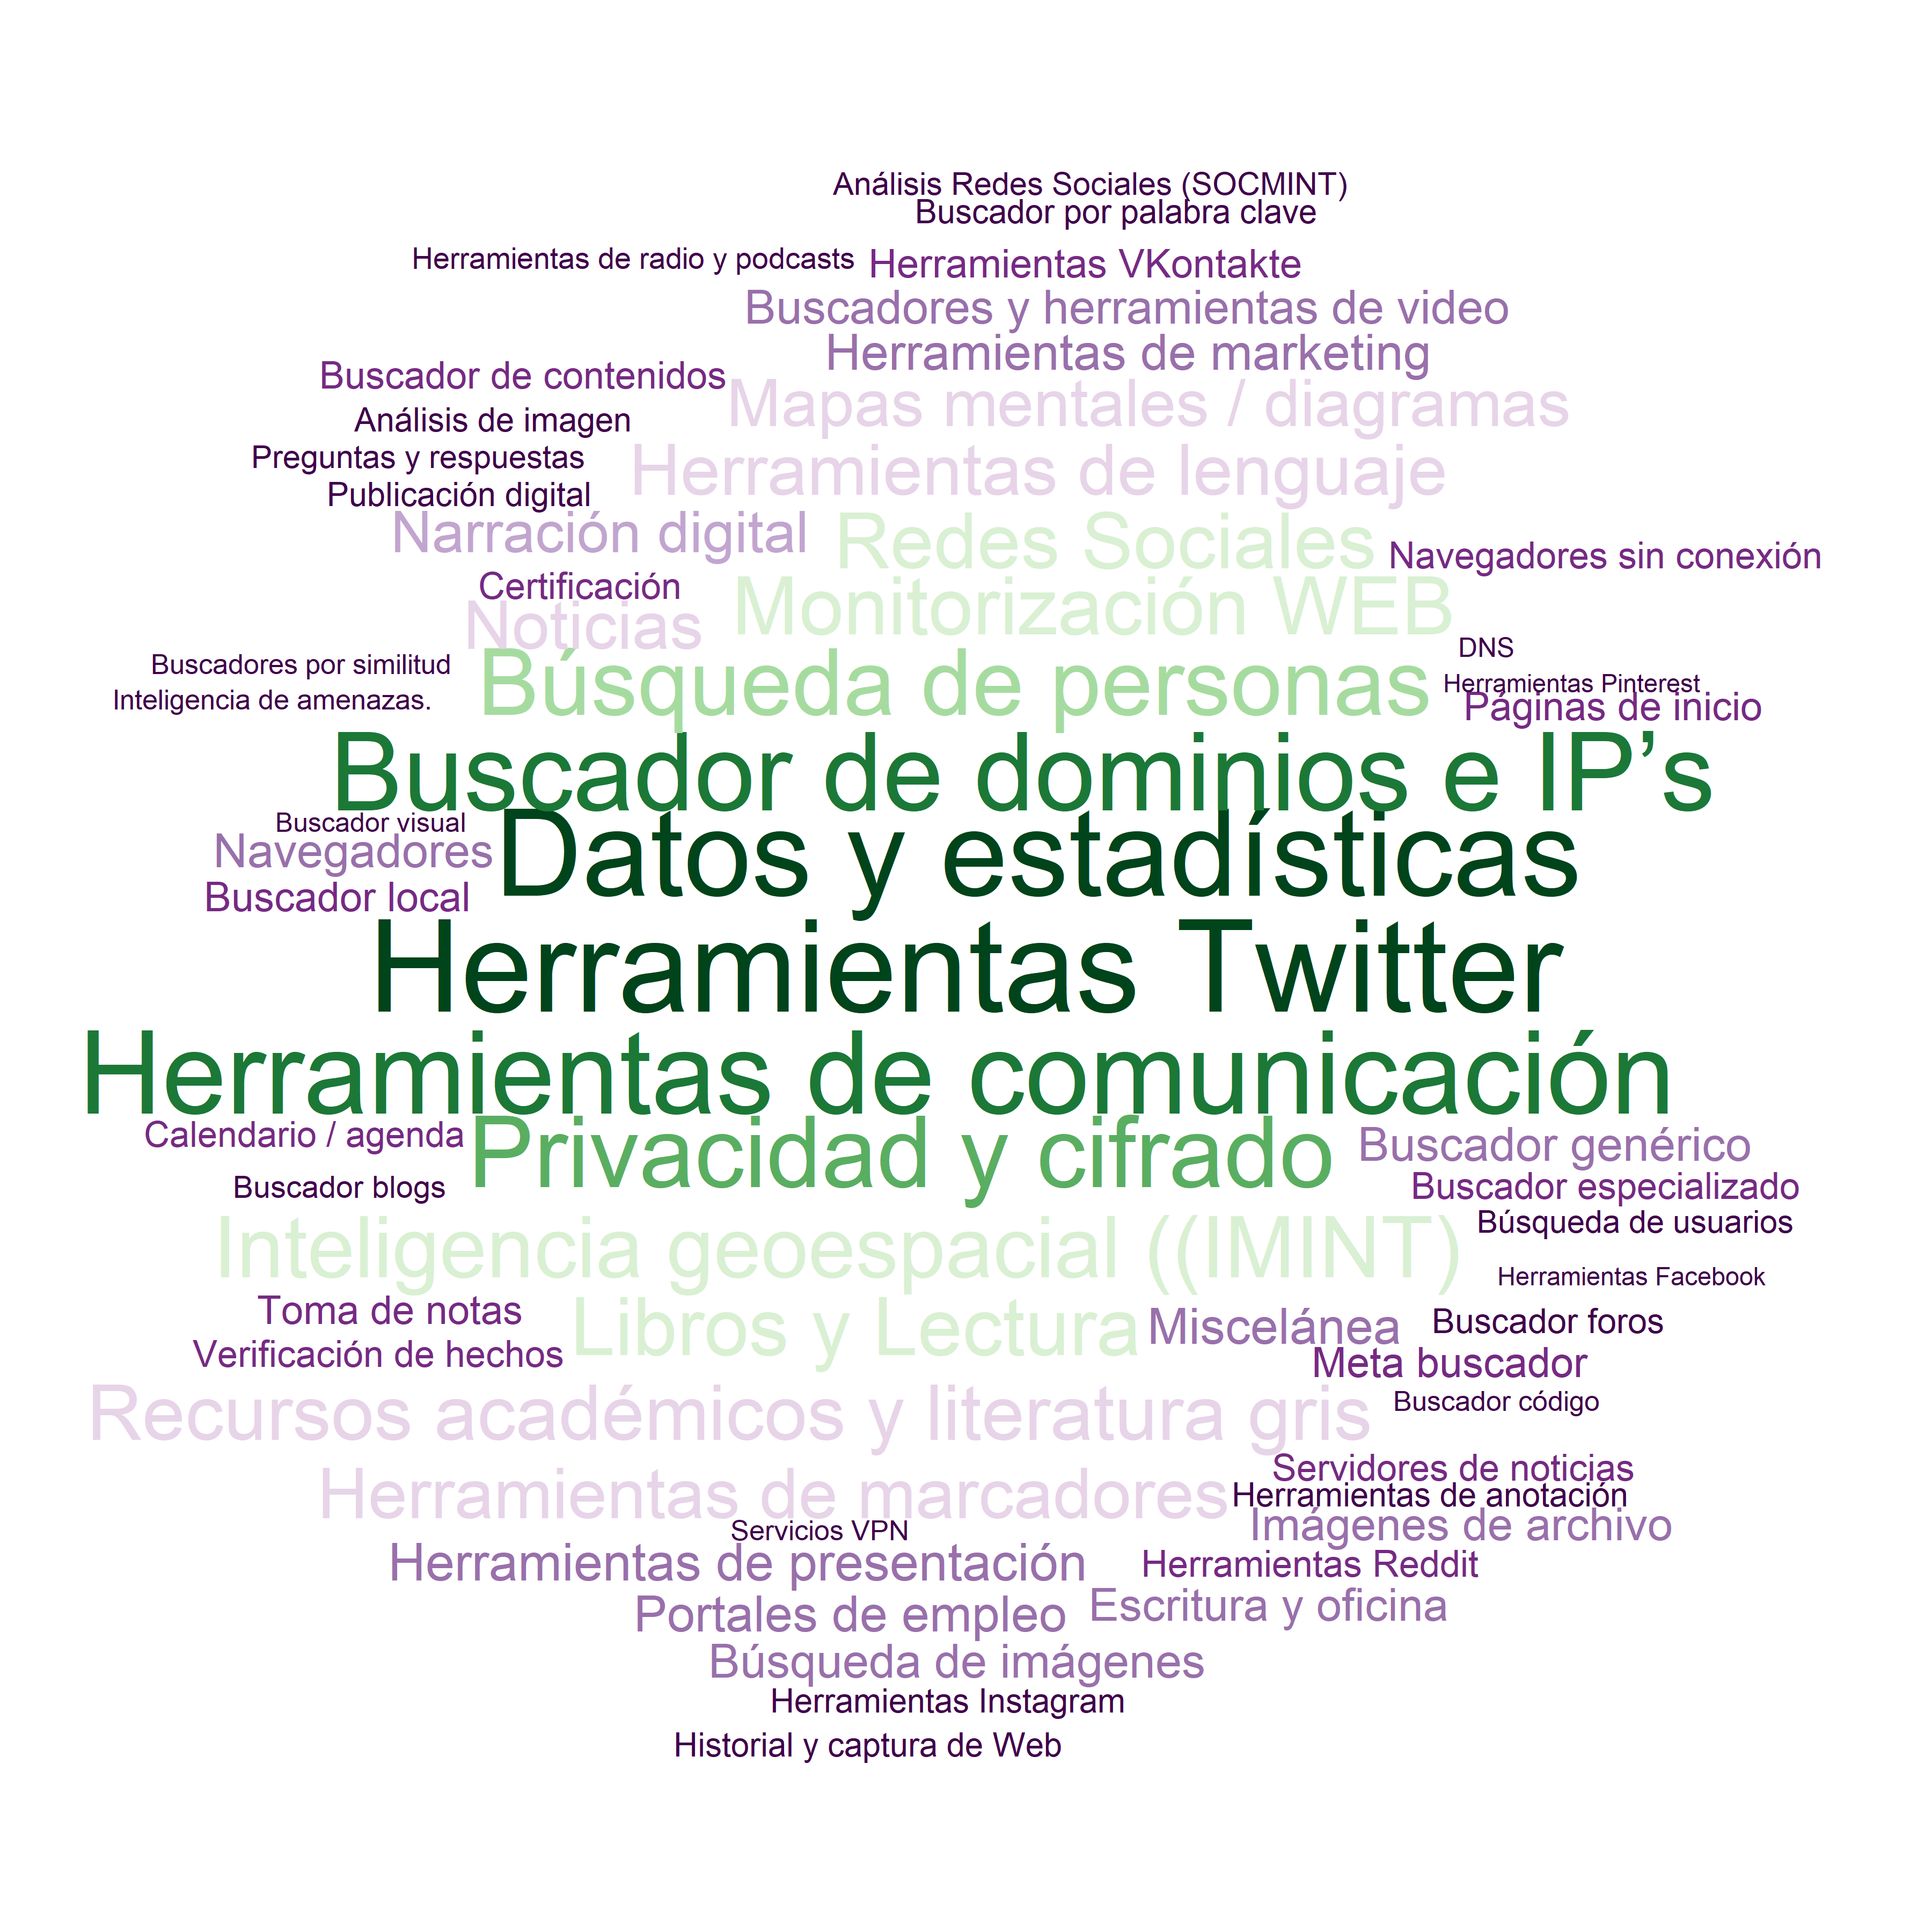 Análisis Redes Sociales (SOCMINT)
Buscador por palabra clave
Herramientas de radio y podcasts
Herramientas VKontakte
Buscadores y herramientas de video
Herramientas de marketing
Buscador de contenidos
Mapas mentales / diagramas
Análisis de imagen
Preguntas y respuestas
Herramientas de lenguaje
Publicación digital
Narración digital
Redes Sociales
Navegadores sin conexión
Certificación
Monitorización WEB
Noticias
DNS
Buscadores por similitud
Búsqueda de personas
Herramientas Pinterest
Inteligencia de amenazas.
Páginas de inicio
Buscador de dominios e IP’s
Buscador visual
Navegadores
Datos y estadísticas
Buscador local
Herramientas Twitter
Herramientas de comunicación
Calendario / agenda
Privacidad y cifrado
Buscador genérico
Buscador blogs
Buscador especializado
Búsqueda de usuarios
Inteligencia geoespacial ((IMINT)
Herramientas Facebook
Toma de notas
Libros y Lectura
Miscelánea
Buscador foros
Verificación de hechos
Meta buscador
Buscador código
Recursos académicos y literatura gris
Servidores de noticias
Herramientas de marcadores
Herramientas de anotación
Servicios VPN
Imágenes de archivo
Herramientas de presentación
Herramientas Reddit
Portales de empleo
Escritura y oficina
Búsqueda de imágenes
Herramientas Instagram
Historial y captura de Web